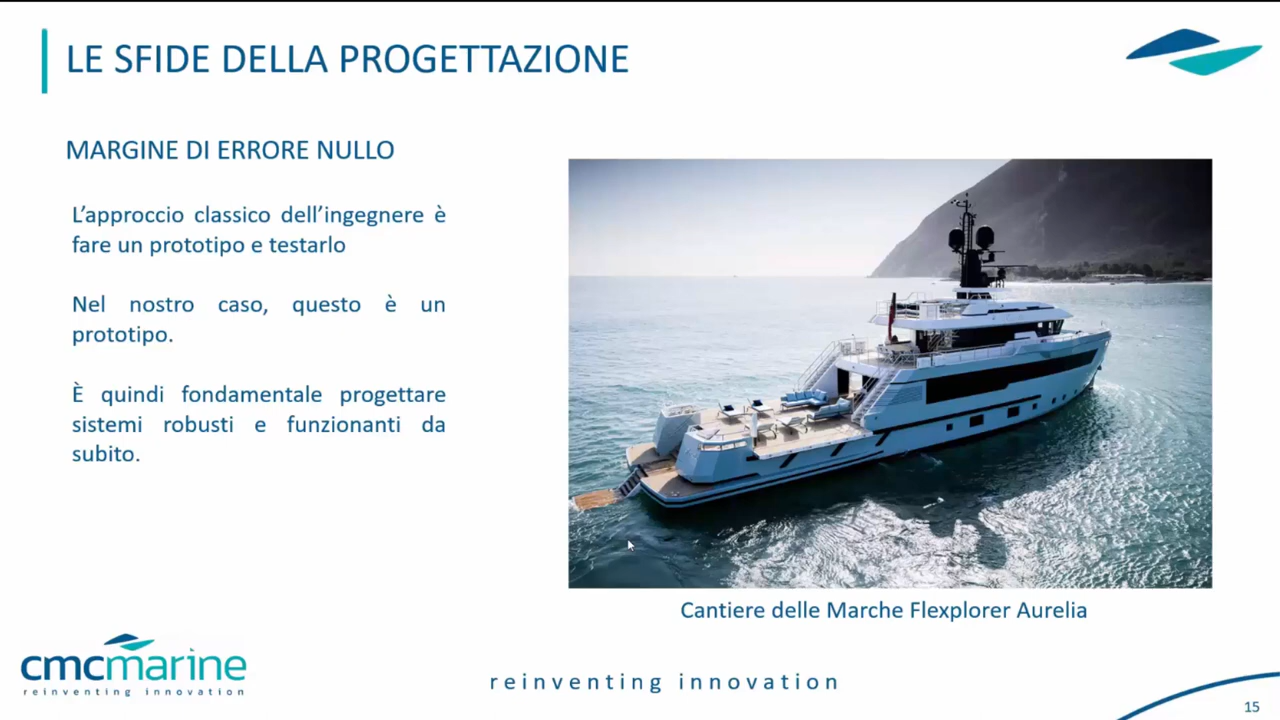 LE SFIDE DELLA PROGETTAZIONE
MARGINE DI ERRORE NULLO
L'approccio classico dell'ingegnere è
fare un prototipo e testarlo
Nel nostro caso, questo è un
prototipo.
È quindi fondamentale progettare
sistemi robusti e funzionanti da
subito.
Cantiere delle Marche Flexplorer Aurelia
cmcmarine
reinventing innovation
reinventing innovation
15